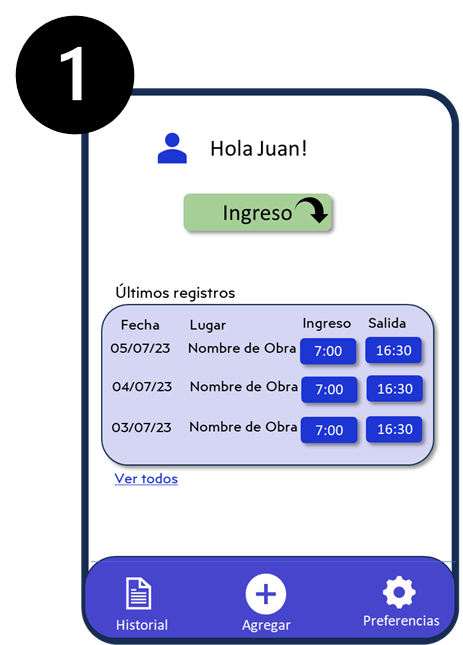 1
Hola Juan!
Ingreso
Últimos registros
Fecha Lugar Ingreso Salida
05/07/23 Nombre de Obra 7:00 16:30
04/07/23 Nombre de Obra 7:00 16:30
03/07/23 Nombre de Obra 7:00 16:30
Ver todos
Historial Agregar Preferencias